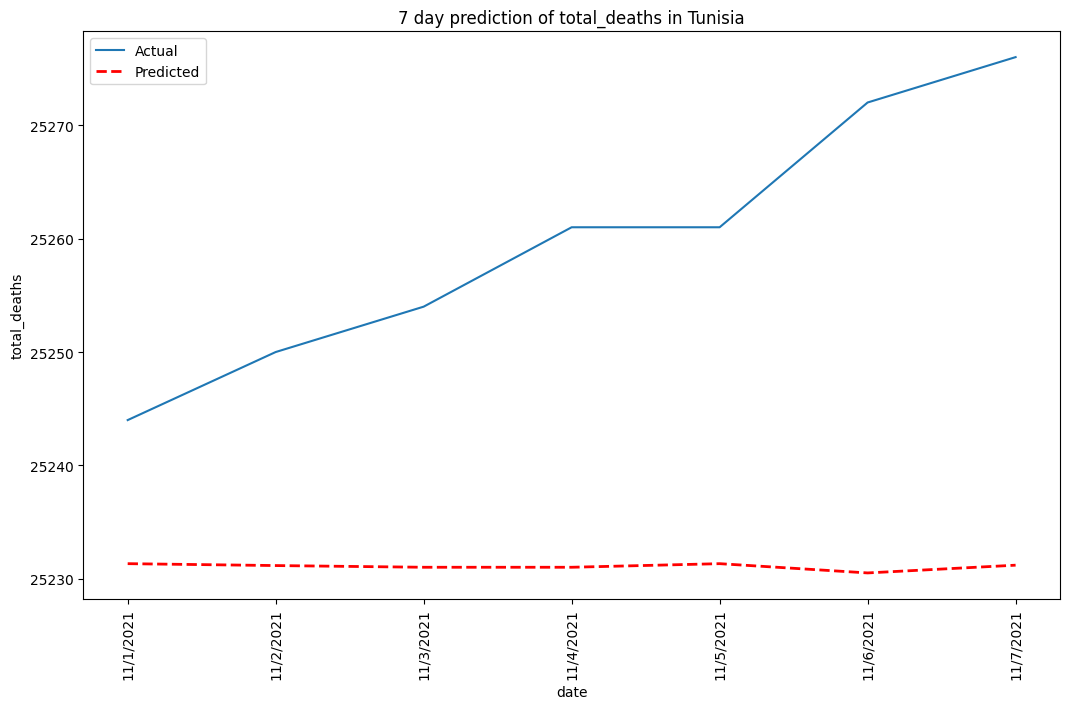 7 day prediction of total_deaths in Tunisia
Actual
Predicted
total_deaths
25270
25260
25250
25240
25230
11/1/2021
11/2/2021
11/3/2021
11/4/2021
11/5/2021
11/6/2021
11/7/2021
date